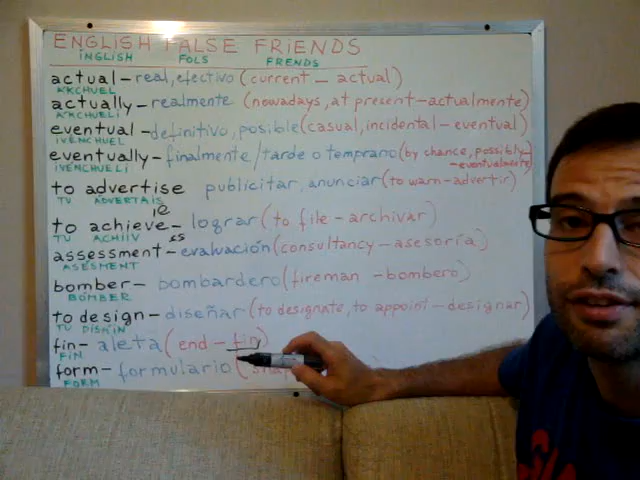 ENGLISH FALSE FRIENDS
INGLISH FOLS FRENDS
actual – real, efectivo (current – actual)
AKCHUEL
actually – realmente (nowadays, at present – actualmente)
AKCHUELI
eventual – definitivo, posible (casual, incidental – eventual)
IVENCHUEL
eventually – finalmente / tarde o temprano (by chance, possibly – eventualmente)
IVENCHUELI
to advertise publicitar, anunciar (to warn – advertir)
TU ADVERTAIS
to achieve – lograr (to file – archivar)
ie
TU ACHIIV
ss
assessment – evaluación (consultancy – asesoría)
ASESMENT
bomber – bombardero (fireman – bombero)
BOMBER
to design – diseñar (to designate, to appoint – designar)
TU DISAIN
fin – aleta (end – fin)
FIN
form – formulario (
FORM